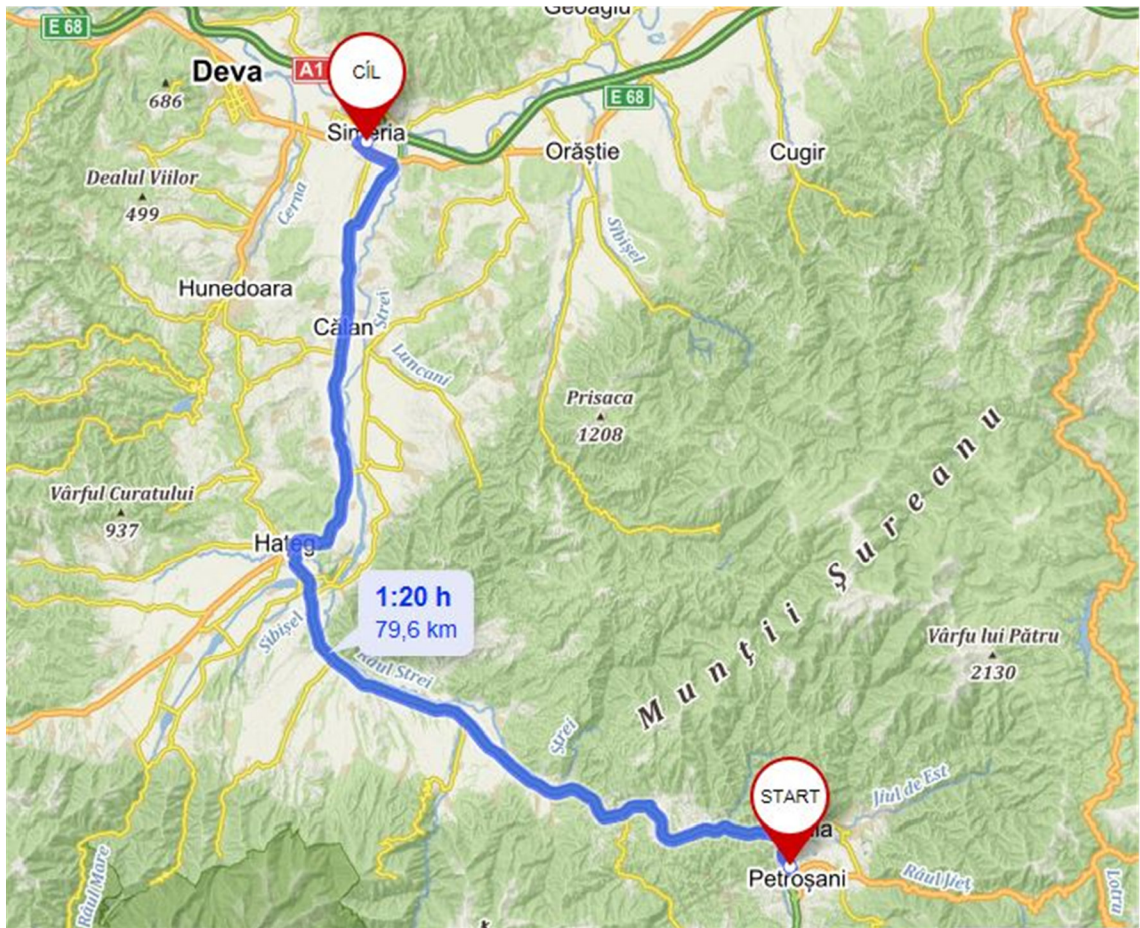 Geoagiu
E 68
Deva
A1
CÍL
686
E 68
Simeria
Orăștie
Cugir
Dealul Viilor
499
Cerna
Sibișel
Hunedoara
Strei
Călan
Luncani
Prisaca
1208
Vârful Curatului
937
Hațeg
Munții Șureanu
1:20 h
79,6 km
Sibișel
Râul Strei
Vârfu lui Pătru
2130
Strei
START
Jiul de Est
Petroșani
Râul Jieț
Râul Mare
Lotru